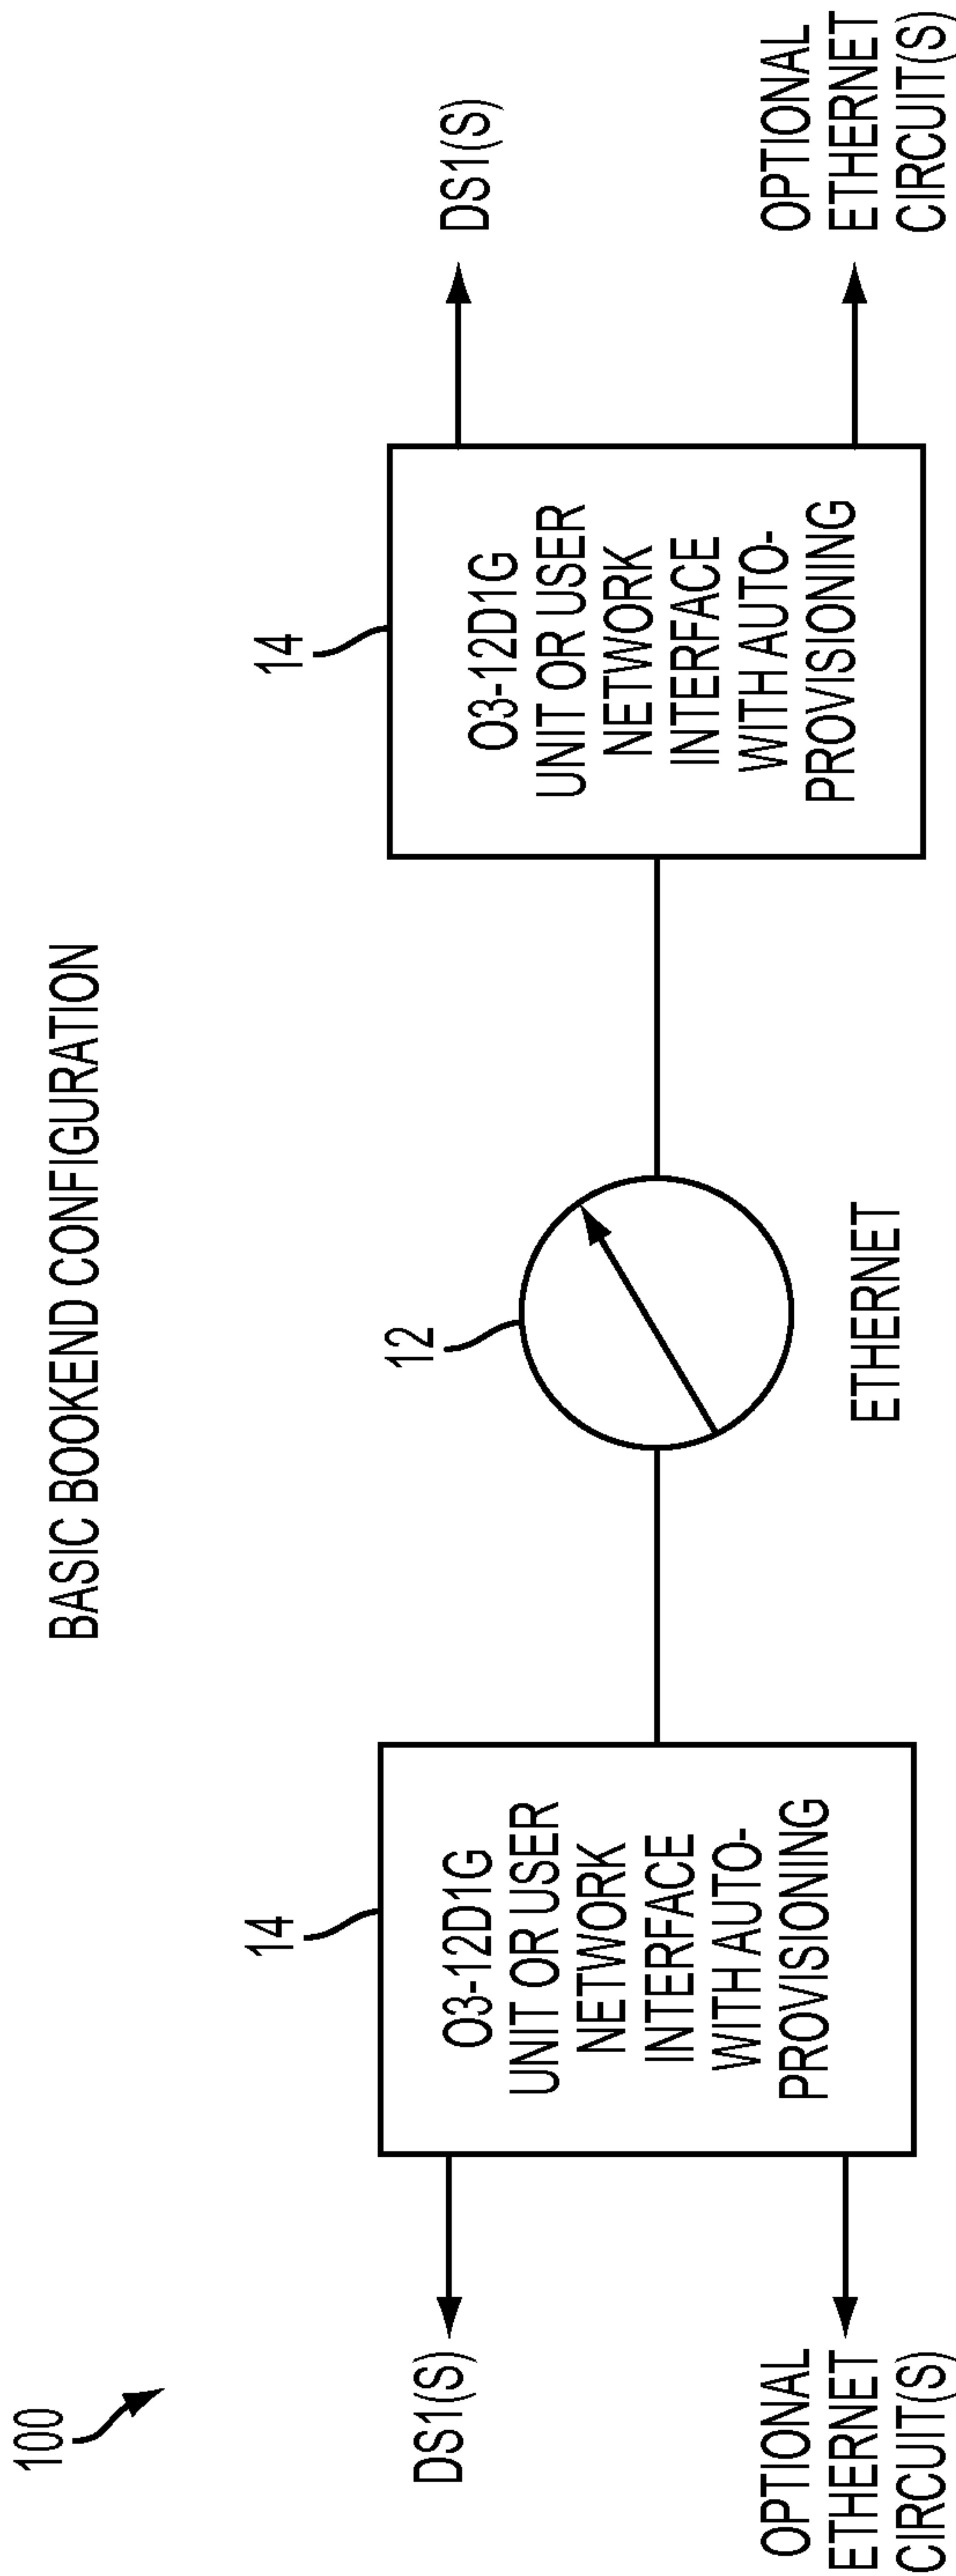 BASIC BOOKEND CONFIGURATION
100
14
O3-12D1G
UNIT OR USER
NETWORK
INTERFACE
WITH AUTO-
PROVISIONING
DS1(S)
OPTIONAL
ETHERNET
CIRCUIT(S)
12
ETHERNET
14
O3-12D1G
UNIT OR USER
NETWORK
INTERFACE
WITH AUTO-
PROVISIONING
DS1(S)
OPTIONAL
ETHERNET
CIRCUIT(S)